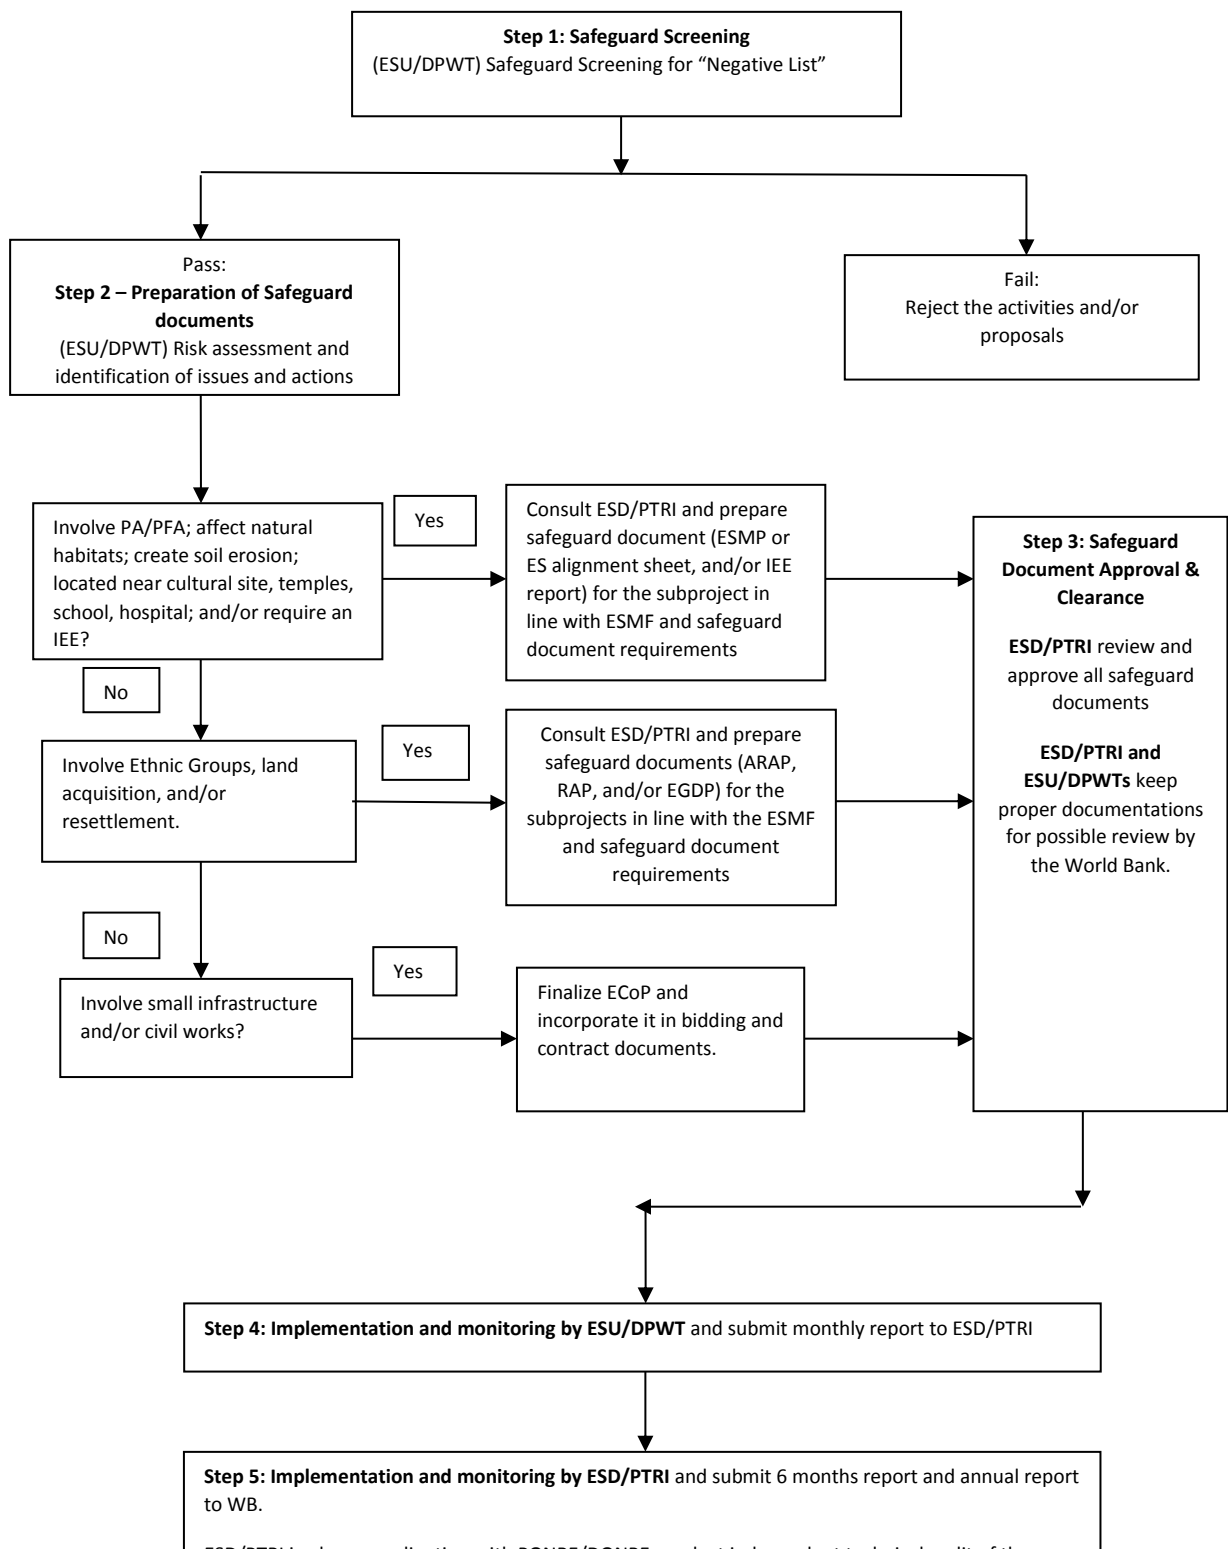 Step 1: Safeguard Screening
(ESU/DPWT) Safeguard Screening for “Negative List”
Pass:
Step 2 – Preparation of Safeguard
documents
(ESU/DPWT) Risk assessment and
identification of issues and actions
Fail:
Reject the activities and/or
proposals
Involve PA/PFA; affect natural
habitats; create soil erosion;
located near cultural site, temples,
school, hospital; and/or require an
IEE?
Yes
Consult ESD/PTRI and prepare
safeguard document (ESMP or
ES alignment sheet, and/or IEE
report) for the subproject in
line with ESMF and safeguard
document requirements
Step 3: Safeguard
Document Approval &
Clearance
ESD/PTRI review and
approve all safeguard
documents
ESD/PTRI and
ESU/DPWTs keep
proper documentations
for possible review by
the World Bank.
No
Involve Ethnic Groups, land
acquisition, and/or
resettlement.
Yes
Consult ESD/PTRI and prepare
safeguard documents (ARAP,
RAP, and/or EGDP) for the
subprojects in line with the ESMF
and safeguard document
requirements
No
Involve small infrastructure
and/or civil works?
Yes
Finalize ECoP and
incorporate it in bidding and
contract documents.
Step 4: Implementation and monitoring by ESU/DPWT and submit monthly report to ESD/PTRI
Step 5: Implementation and monitoring by ESD/PTRI and submit 6 months report and annual report
to WB.